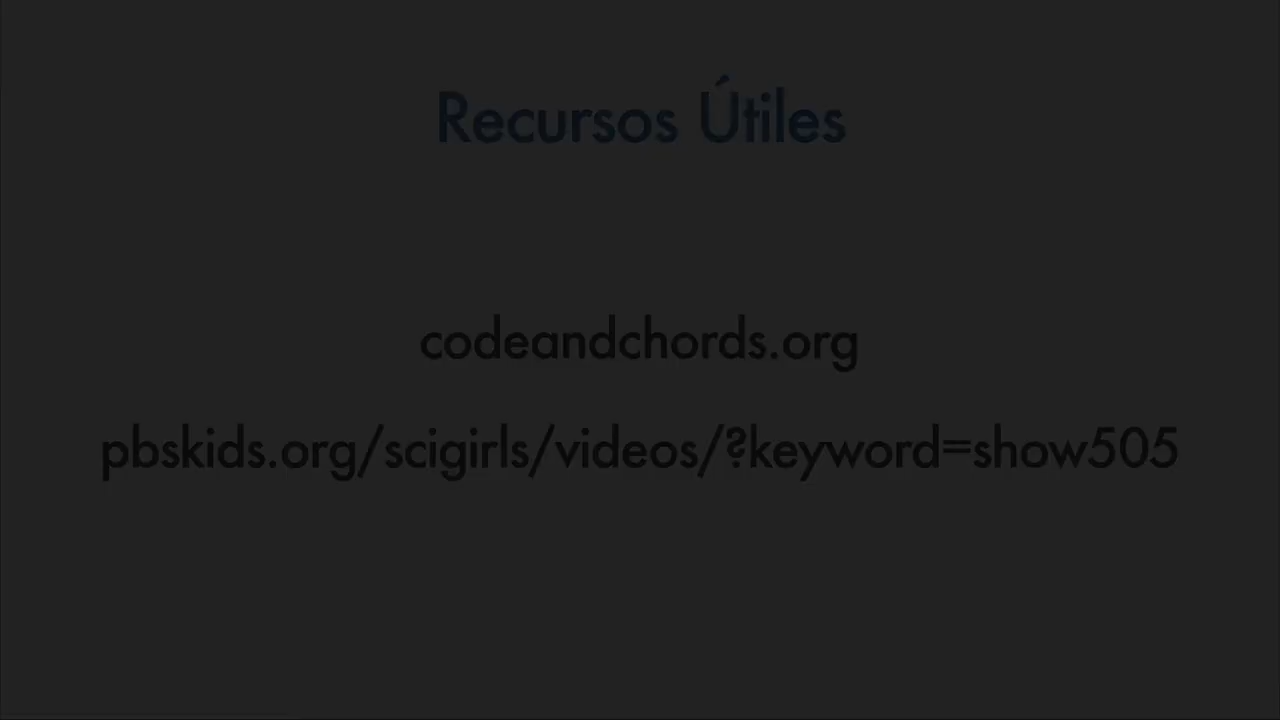 Recursos Útiles
codeandchords.org
pbskids.org/scigirls/videos/?keyword=show505